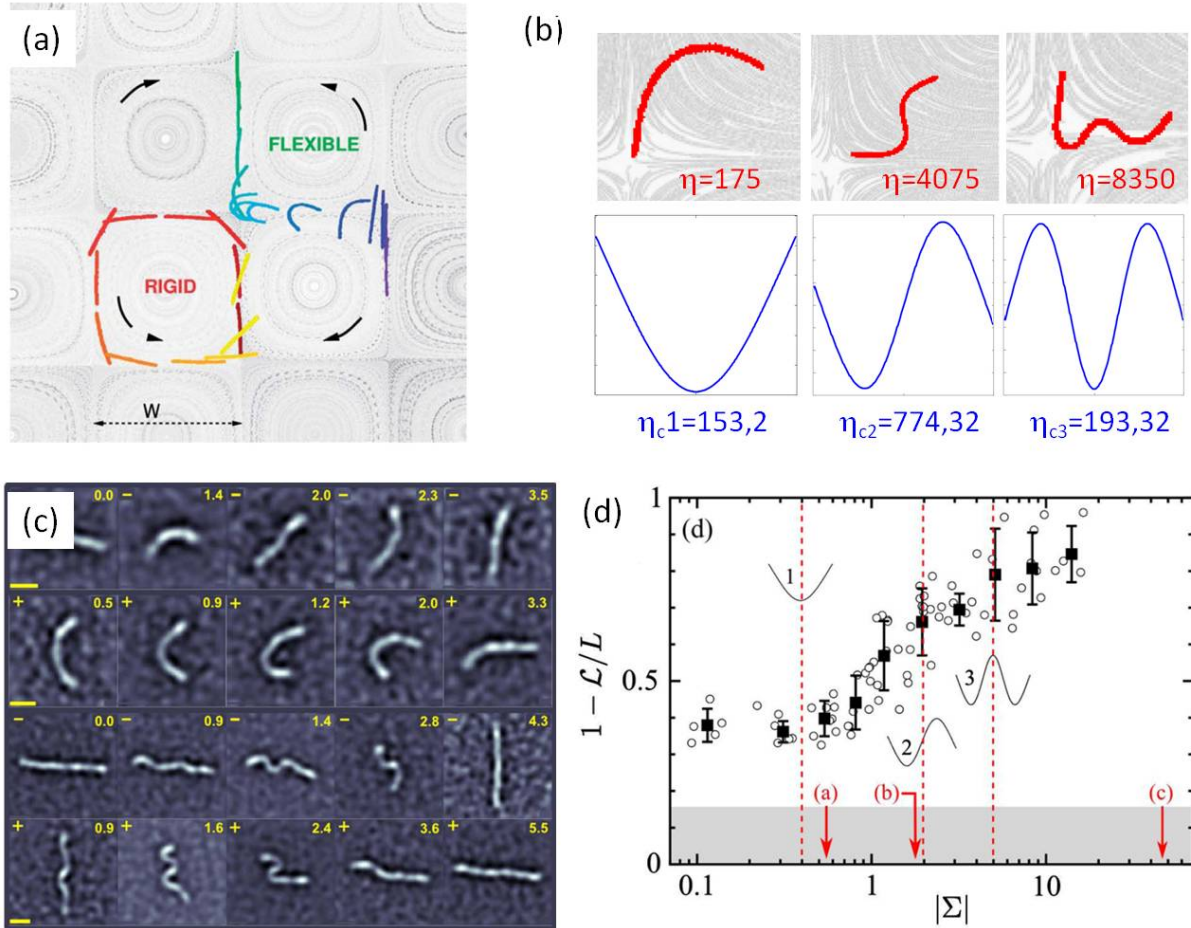 (a)
FLEXIBLE
RIGID
W
(b)
η=175
η=4075
η=8350
ηc1=153,2
ηc2=774,32
ηc3=193,32
(c)
− 0.0 − 1.4 − 2.0 − 2.3 − 3.5
+ 0.5 + 0.9 + 1.2 + 2.0 + 3.3
− 0.0 − 0.9 − 1.4 − 2.8 − 4.3
+ 0.9 + 1.6 + 2.4 + 3.6 + 5.5
(d)
(d)
1 − ℒ/L
1
0.5
0
1
2
3
(a) (b) (c)
0.1 1 10
|Σ|